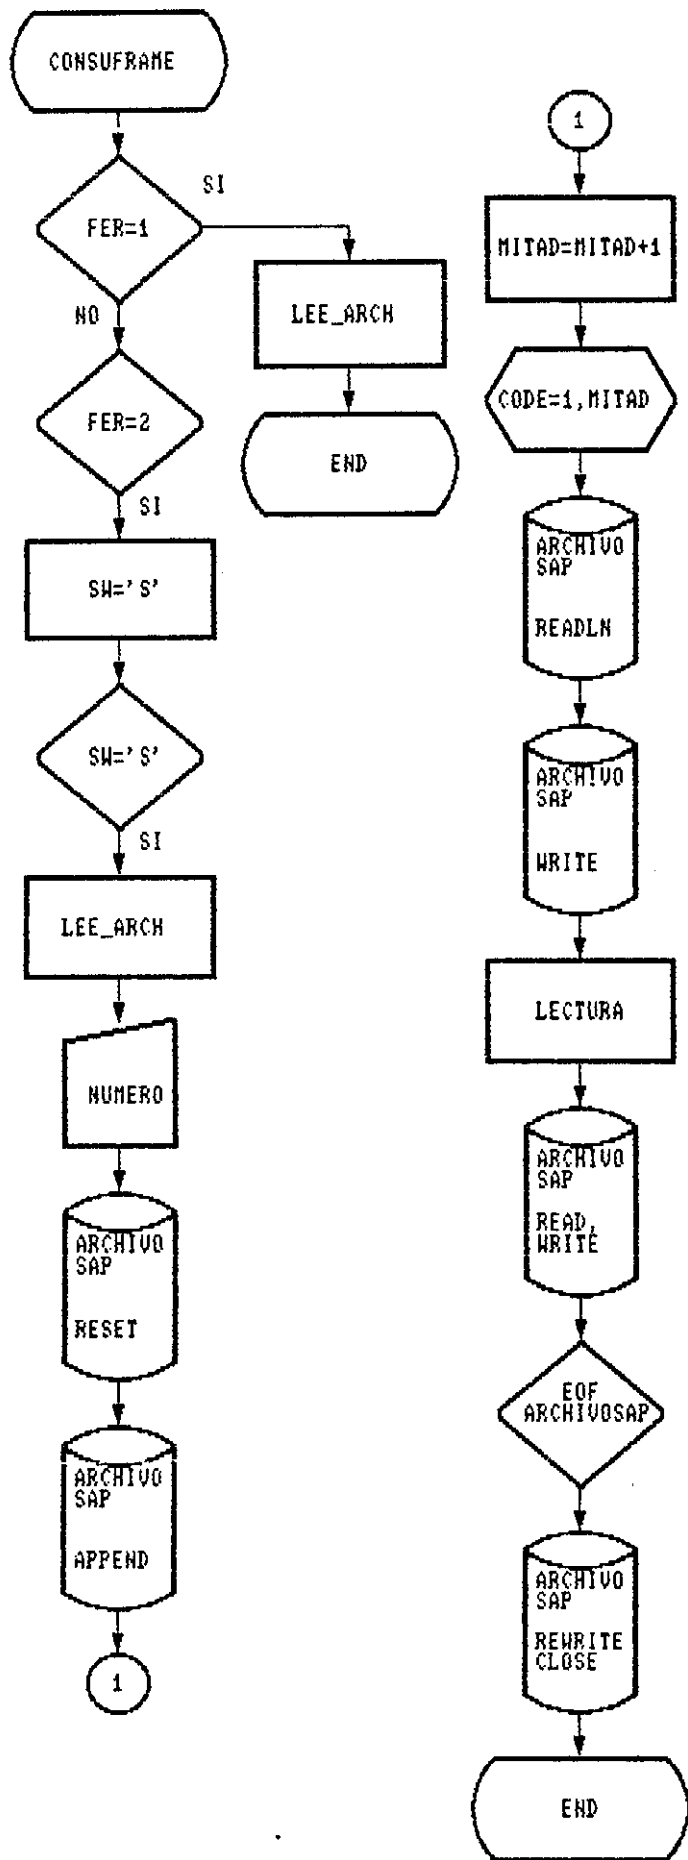 CONSUFRAME
FER=1
SI
LEE_ARCH
END
NO
FER=2
SI
SW='S'
SW='S'
SI
LEE_ARCH
NUMERO
ARCHIVO
SAP
RESET
ARCHIVO
SAP
APPEND
1
1
MITAD=MITAD+1
CODE=1,MITAD
ARCHIVO
SAP
READLN
ARCHIVO
SAP
WRITE
LECTURA
ARCHIVO
SAP
READ,
WRITE
EOF
ARCHIVOSAP
ARCHIVO
SAP
REWRITE
CLOSE
END